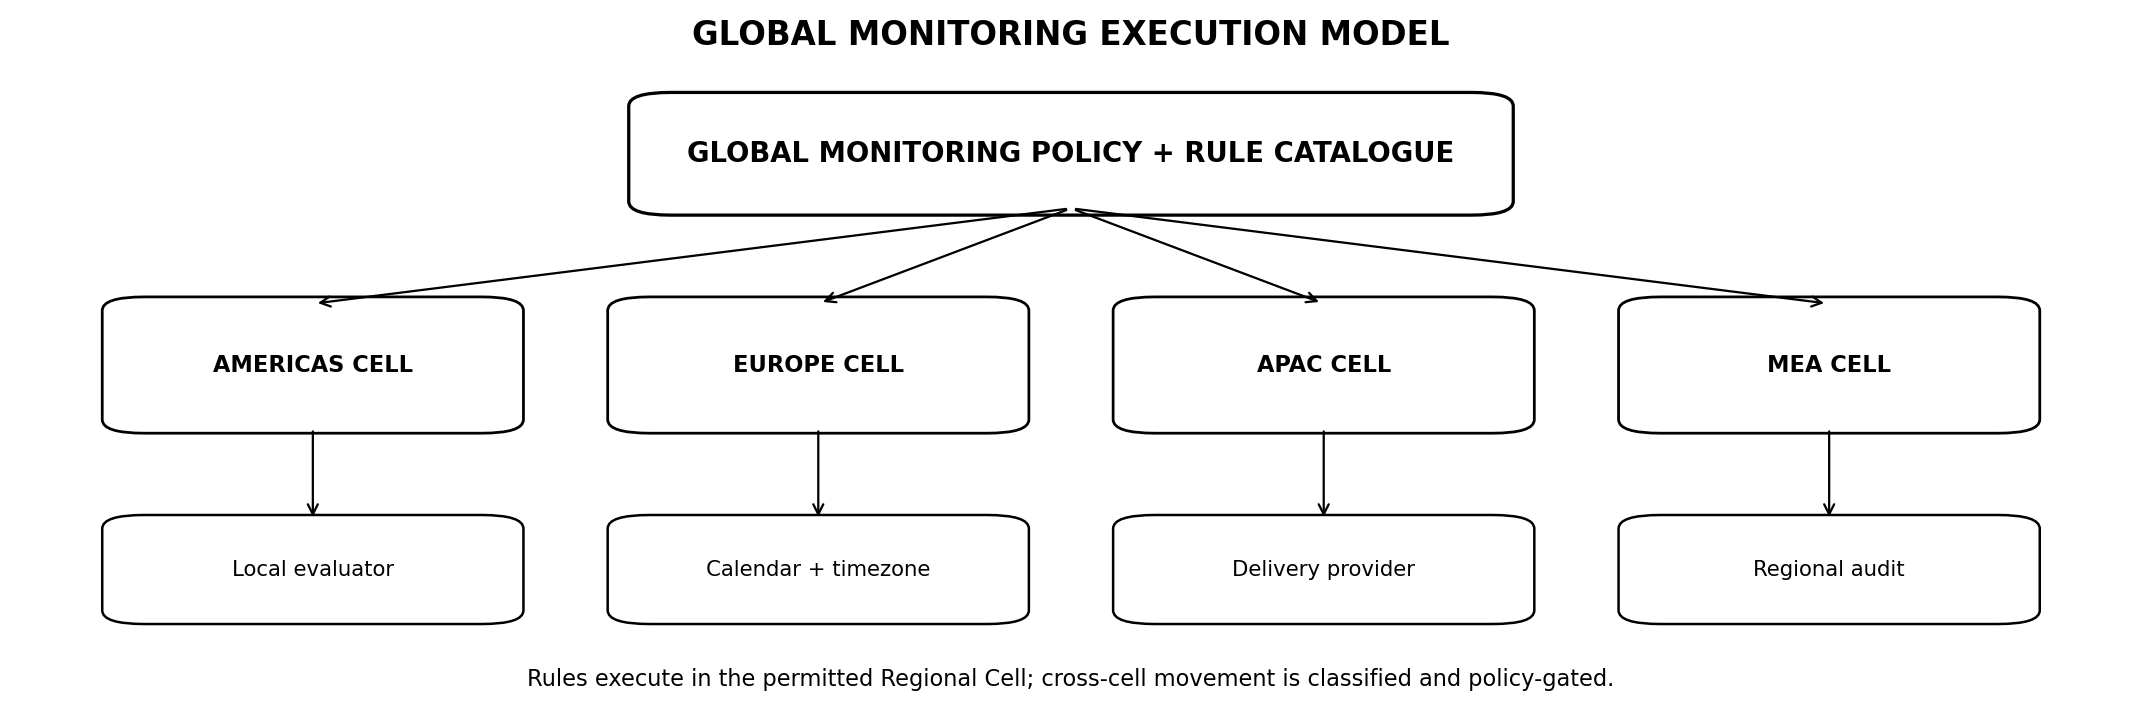 GLOBAL MONITORING EXECUTION MODEL
GLOBAL MONITORING POLICY + RULE CATALOGUE
AMERICAS CELL
EUROPE CELL
APAC CELL
MEA CELL
Local evaluator
Calendar + timezone
Delivery provider
Regional audit
Rules execute in the permitted Regional Cell; cross-cell movement is classified and policy-gated.